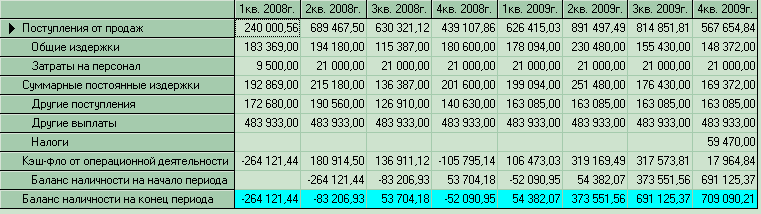 1кв. 2008г. 2кв. 2008г. 3кв. 2008г. 4кв. 2008г. 1кв. 2009г. 2кв. 2009г. 3кв. 2009г. 4кв. 2009г.
Поступления от продаж 240 000,56 689 467,50 630 321,12 439 107,86 626 415,03 891 497,49 814 851,81 567 654,84
Общие издержки 183 369,00 194 180,00 115 387,00 180 600,00 178 094,00 230 480,00 155 430,00 148 372,00
Затраты на персонал 9 500,00 21 000,00 21 000,00 21 000,00 21 000,00 21 000,00 21 000,00 21 000,00
Суммарные постоянные издержки 192 869,00 215 180,00 136 387,00 201 600,00 199 094,00 251 480,00 176 430,00 169 372,00
Другие поступления 172 680,00 190 560,00 126 910,00 140 630,00 163 085,00 163 085,00 163 085,00 163 085,00
Другие выплаты 483 933,00 483 933,00 483 933,00 483 933,00 483 933,00 483 933,00 483 933,00 483 933,00
Налоги 59 470,00
Кэш-фло от операционной деятельности -264 121,44 180 914,50 136 911,12 -105 795,14 106 473,03 319 169,49 317 573,81 17 964,84
Баланс наличности на начало периода -264 121,44 -83 206,93 53 704,18 -52 090,95 54 382,07 373 551,56 691 125,37
Баланс наличности на конец периода -264 121,44 -83 206,93 53 704,18 -52 090,95 54 382,07 373 551,56 691 125,37 709 090,21